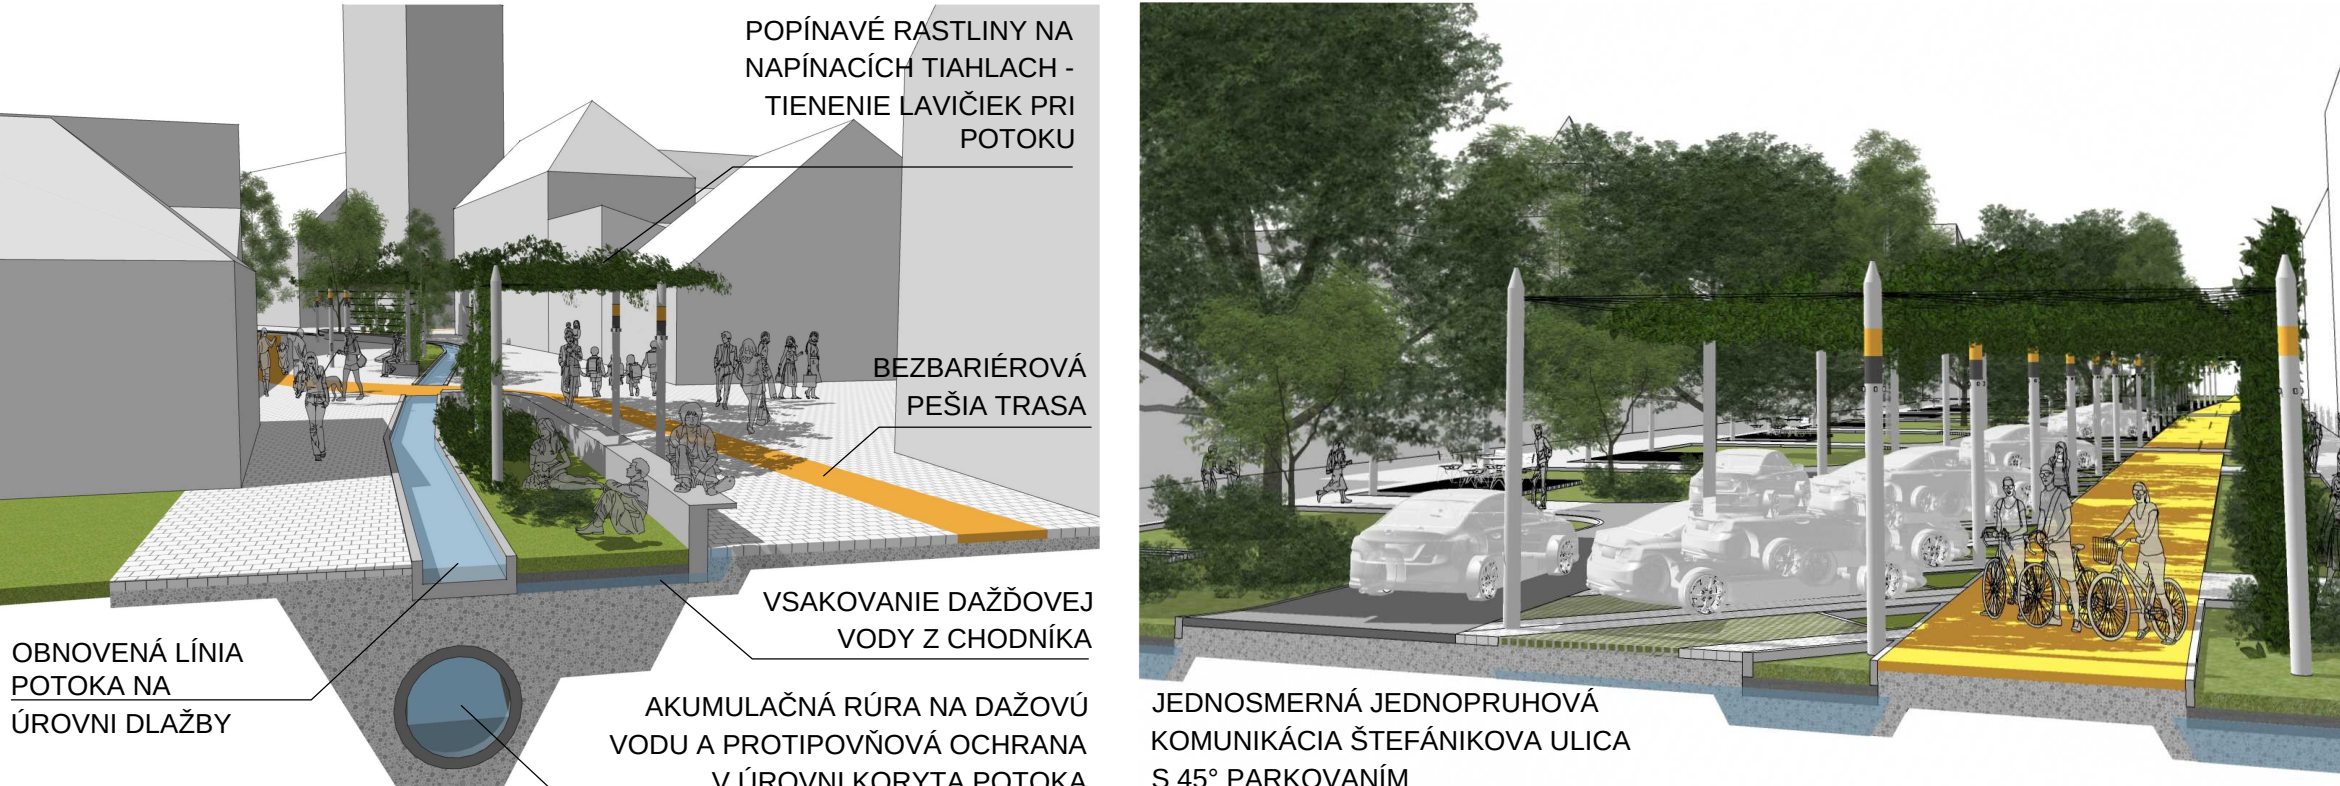 POPÍNAVÉ RASTLINY NA
NAPÍNACÍCH TIAHLACH -
TIENENIE LAVIČIEK PRI
POTOKU
BEZBARIÉROVÁ
PEŠIA TRASA
VSAKOVANIE DAŽĎOVEJ
VODY Z CHODNÍKA
OBNOVENÁ LÍNIA
POTOKA NA
ÚROVNI DLAŽBY
AKUMULAČNÁ RÚRA NA DAŽOVÚ
VODU A PROTIPOVŇOVÁ OCHRANA
V ÚROVNI KORYTA POTOKA
JEDNOSMERNÁ JEDNOPRUHOVÁ
KOMUNIKÁCIA ŠTEFÁNIKOVA ULICA
S 45° PARKOVANÍM